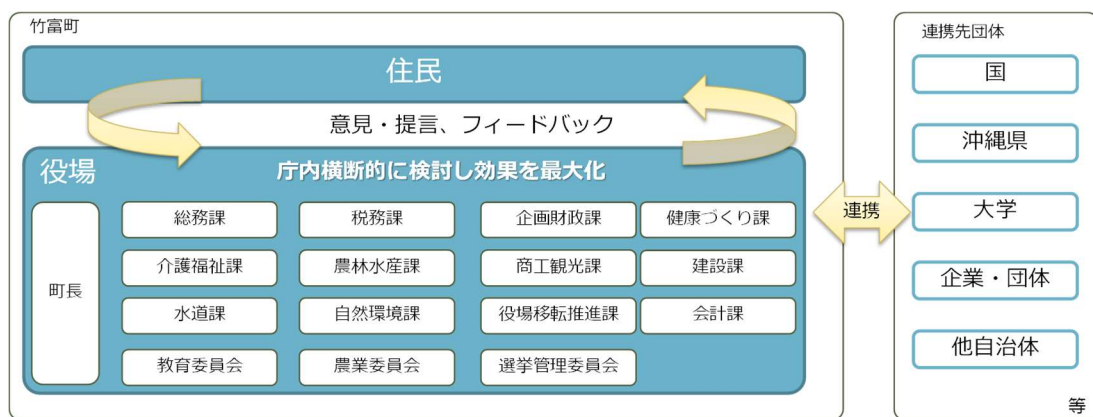 竹富町
住民
意見・提言、フィードバック
役場
庁内横断的に検討し効果を最大化
町長
総務課
税務課
企画財政課
健康づくり課
介護福祉課
農林水産課
商工観光課
建設課
水道課
自然環境課
役場移転推進課
会計課
教育委員会
農業委員会
選挙管理委員会
連携
連携先団体
国
沖縄県
大学
企業・団体
他自治体
等